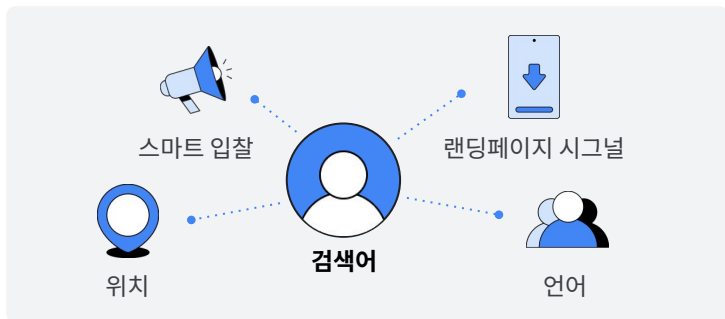 스마트 입찰
랜딩페이지 시그널
검색어
위치
언어